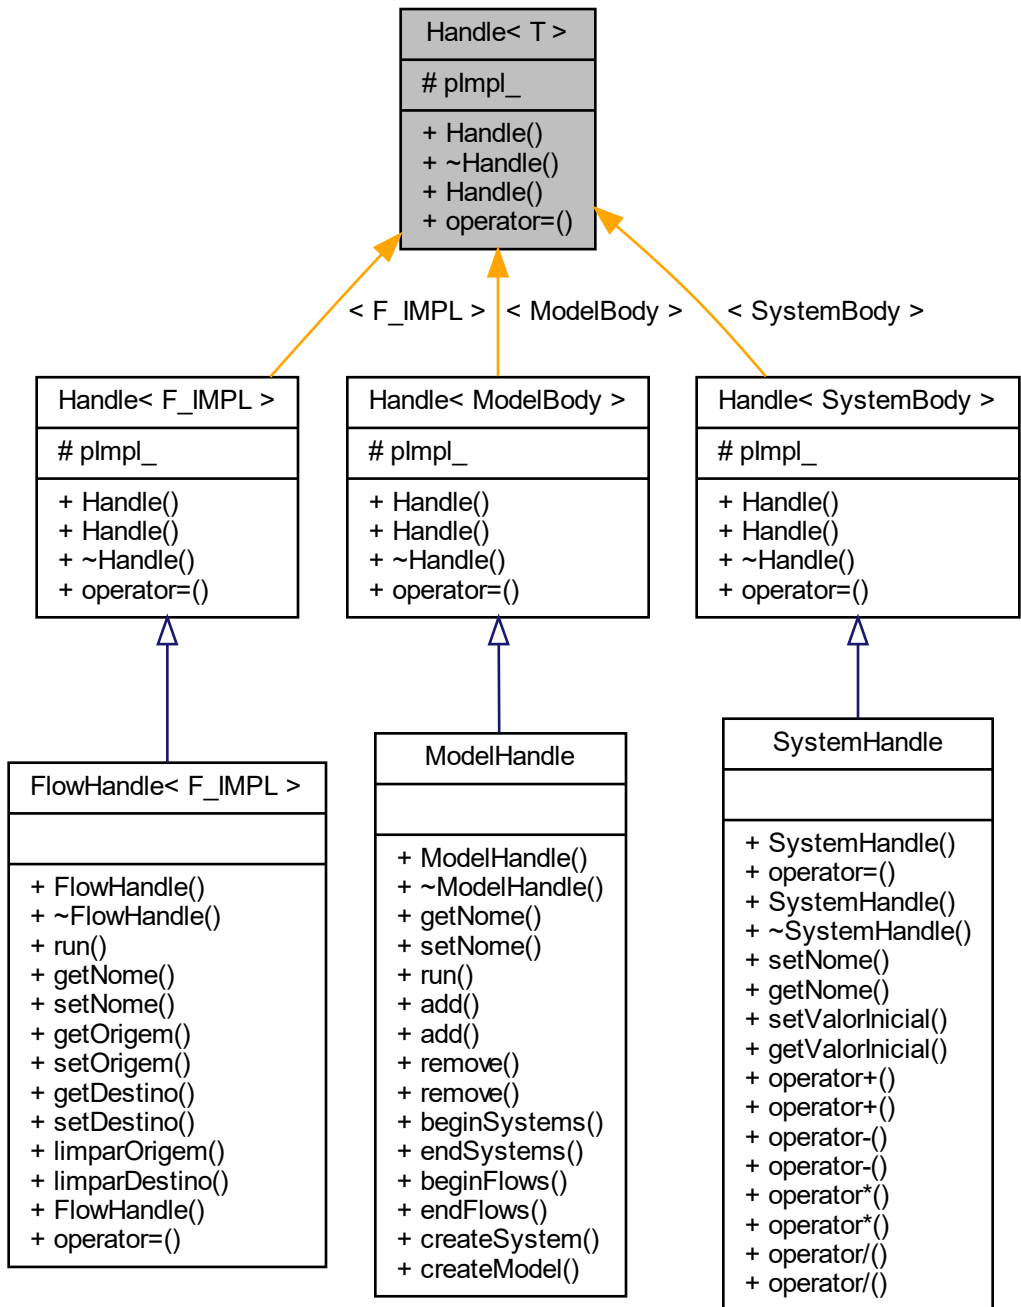 Handle< T >
# pImpl_
+ Handle()
+ ~Handle()
+ Handle()
+ operator=()
< F_IMPL >
< ModelBody >
< SystemBody >
Handle< F_IMPL >
# pImpl_
+ Handle()
+ Handle()
+ ~Handle()
+ operator=()
Handle< ModelBody >
# pImpl_
+ Handle()
+ Handle()
+ ~Handle()
+ operator=()
Handle< SystemBody >
# pImpl_
+ Handle()
+ Handle()
+ ~Handle()
+ operator=()
FlowHandle< F_IMPL >
+ FlowHandle()
+ ~FlowHandle()
+ run()
+ getNome()
+ setNome()
+ getOrigem()
+ setOrigem()
+ getDestino()
+ setDestino()
+ limparOrigem()
+ limparDestino()
+ FlowHandle()
+ operator=()
ModelHandle
+ ModelHandle()
+ ~ModelHandle()
+ getNome()
+ setNome()
+ run()
+ add()
+ add()
+ remove()
+ remove()
+ beginSystems()
+ endSystems()
+ beginFlows()
+ endFlows()
+ createSystem()
+ createModel()
SystemHandle
+ SystemHandle()
+ operator=()
+ SystemHandle()
+ ~SystemHandle()
+ setNome()
+ getNome()
+ setValorInicial()
+ getValorInicial()
+ operator+()
+ operator+()
+ operator-()
+ operator-()
+ operator*()
+ operator*()
+ operator/()
+ operator/()